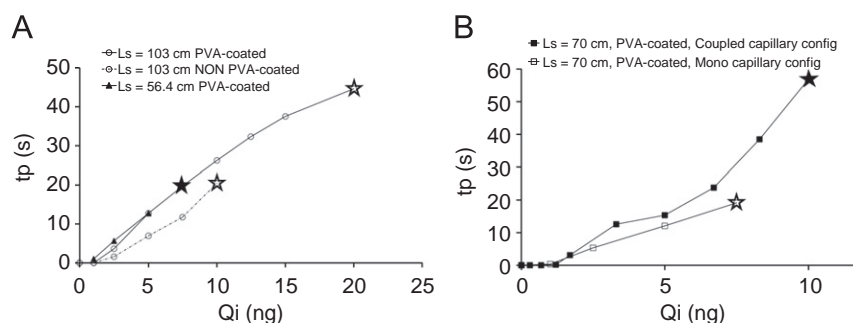 A
Ls = 103 cm PVA-coated
Ls = 103 cm NON PVA-coated
Ls = 56.4 cm PVA-coated
50
40
30
20
10
0
tp (s)
0 5 10 15 20 25
Qi (ng)
B
Ls = 70 cm, PVA-coated, Coupled capillary config
Ls = 70 cm, PVA-coated, Mono capillary config
60
50
40
30
20
10
0
tp (s)
0 5 10
Qi (ng)